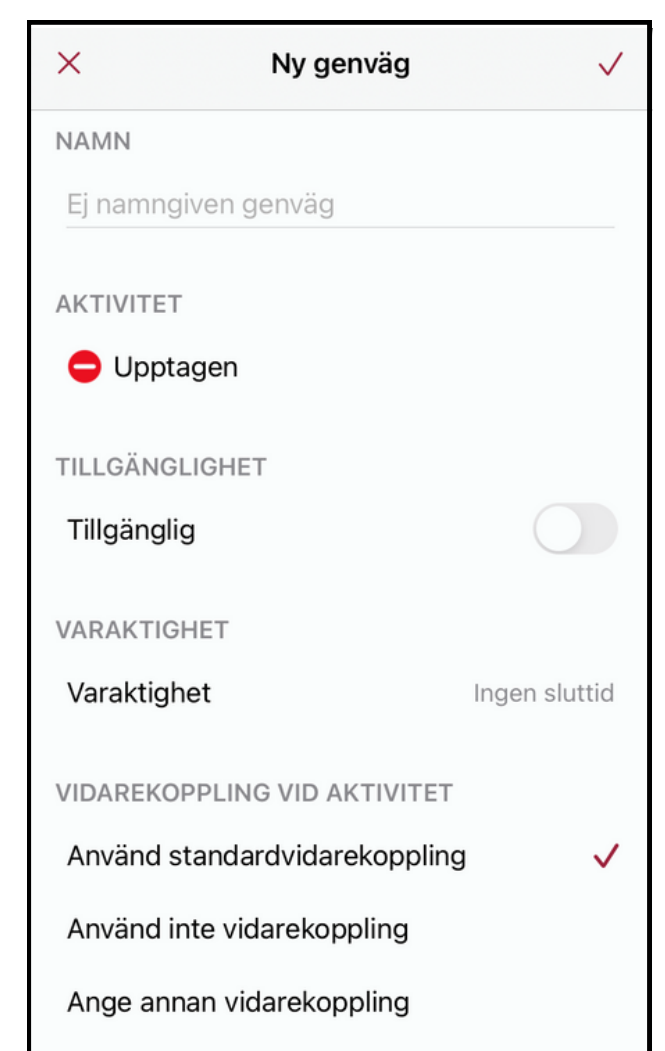 Ny genväg
NAMN
Ej namngiven genväg
AKTIVITET
Upptagen
TILLGÄNGLIGHET
Tillgänglig
VARAKTIGHET
Varaktighet Ingen sluttid
VIDAREKOPPLING VID AKTIVITET
Använd standardvidarekoppling
Använd inte vidarekoppling
Ange annan vidarekoppling